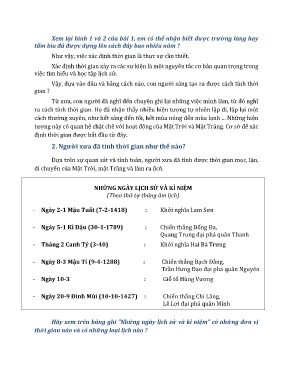 Xem lại hình 1 và 2 của bài 1, em có thể nhận biết được trường làng hay
tấm bia đá được dựng lên cách đây bao nhiêu năm ?
Như vậy, việc xác định thời gian là thực sự cần thiết.
Xác định thời gian xảy ra các sự kiện là một nguyên tắc cơ bản quan trọng trong
việc tìm hiểu và học tập lịch sử.
Vậy, dựa vào đâu và bằng cách nào, con người sáng tạo ra được cách tính thời
gian ?
Từ xưa, con người đã nghĩ đến chuyện ghi lại những việc mình làm, từ đó nghĩ
ra cách tính thời gian. Họ đã nhận thấy nhiều hiện tượng tự nhiên lặp đi, lặp lại một
cách thường xuyên, như hết sáng đến tối, hết mùa nóng đến mùa lạnh ... Những hiện
tượng này có quan hệ chặt chẽ với hoạt động của Mặt Trời và Mặt Trăng. Cơ sở để xác
định thời gian được bắt đầu từ đây.
2. Người xưa đã tính thời gian như thế nào?
Dựa trên sự quan sát và tính toán, người xưa đã tính được thời gian mọc, lặn,
di chuyển của Mặt Trời, mặt Trăng và làm ra lịch.
NHỮNG NGÀY LỊCH SỬ VÀ KỈ NIỆM
(Theo thứ tự tháng âm lịch)
- Ngày 2-1 Mậu Tuất (7-2-1418) : Khởi nghĩa Lam Sơn
- Ngày 5-1 Kỉ Dậu (30-1-1789) : Chiến thắng Đống Đa,
Quang Trung đại phá quân Thanh
- Tháng 2 Canh Tý (3-40) : Khởi nghĩa Hai Bà Trưng
- Ngày 8-3 Mậu Tí (9-4-1288) : Chiến thắng Bạch Đằng,
Trần Hưng Đạo đại phá quân Nguyên
- Ngày 10-3 : Giỗ tổ Hùng Vương
- Ngày 20-9 Đinh Mùi (10-10-1427) : Chiến thắng Chi Lăng,
Lê Lợi đại phá quân Minh
Hãy xem trên bảng ghi "Những ngày lịch sử và kỉ niệm" có những đơn vị
thời gian nào và có những loại lịch nào ?